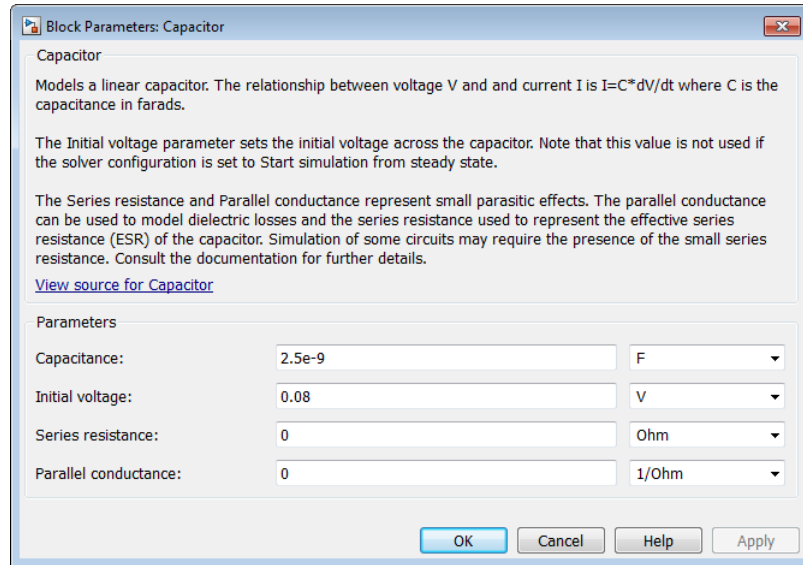 Block Parameters: Capacitor
Capacitor
Models a linear capacitor. The relationship between voltage V and and current I is I=C*dV/dt where C is the
capacitance in farads.
The Initial voltage parameter sets the initial voltage across the capacitor. Note that this value is not used if
the solver configuration is set to Start simulation from steady state.
The Series resistance and Parallel conductance represent small parasitic effects. The parallel conductance
can be used to model dielectric losses and the series resistance used to represent the effective series
resistance (ESR) of the capacitor. Simulation of some circuits may require the presence of the small series
resistance. Consult the documentation for further details.
View source for Capacitor
Parameters
Capacitance: 2.5e-9 F
Initial voltage: 0.08 V
Series resistance: 0 Ohm
Parallel conductance: 0 1/Ohm
OK Cancel Help Apply